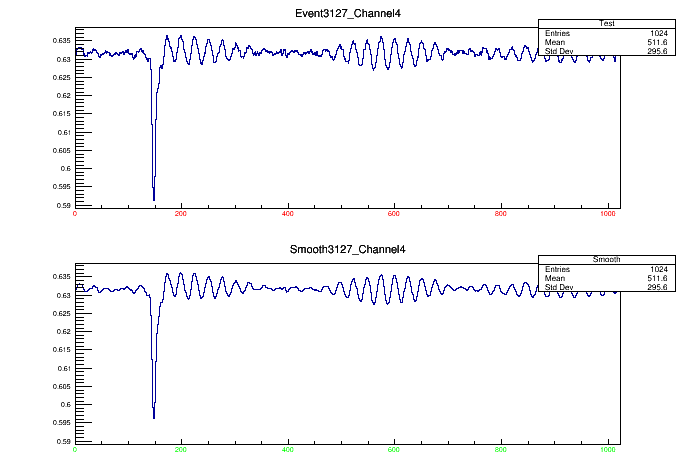 Event3127_Channel4
Test
Entries 1024
Mean 511.6
Std Dev 295.6
0.635
0.63
0.625
0.62
0.615
0.61
0.605
0.6
0.595
0.59
0 200 400 600 800 1000
Smooth3127_Channel4
Smooth
Entries 1024
Mean 511.6
Std Dev 295.6
0.635
0.63
0.625
0.62
0.615
0.61
0.605
0.6
0.595
0.59
0 200 400 600 800 1000